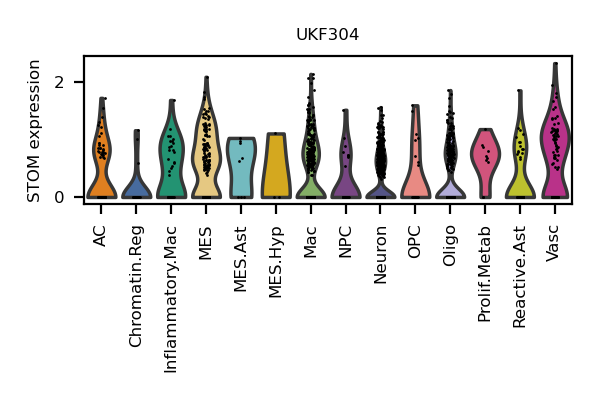 UKF304
STOM expression
2
0
AC
Chromatin.Reg
Inflammatory.Mac
MES
MES.Ast
MES.Hyp
Mac
NPC
Neuron
OPC
Oligo
Prolif.Metab
Reactive.Ast
Vasc